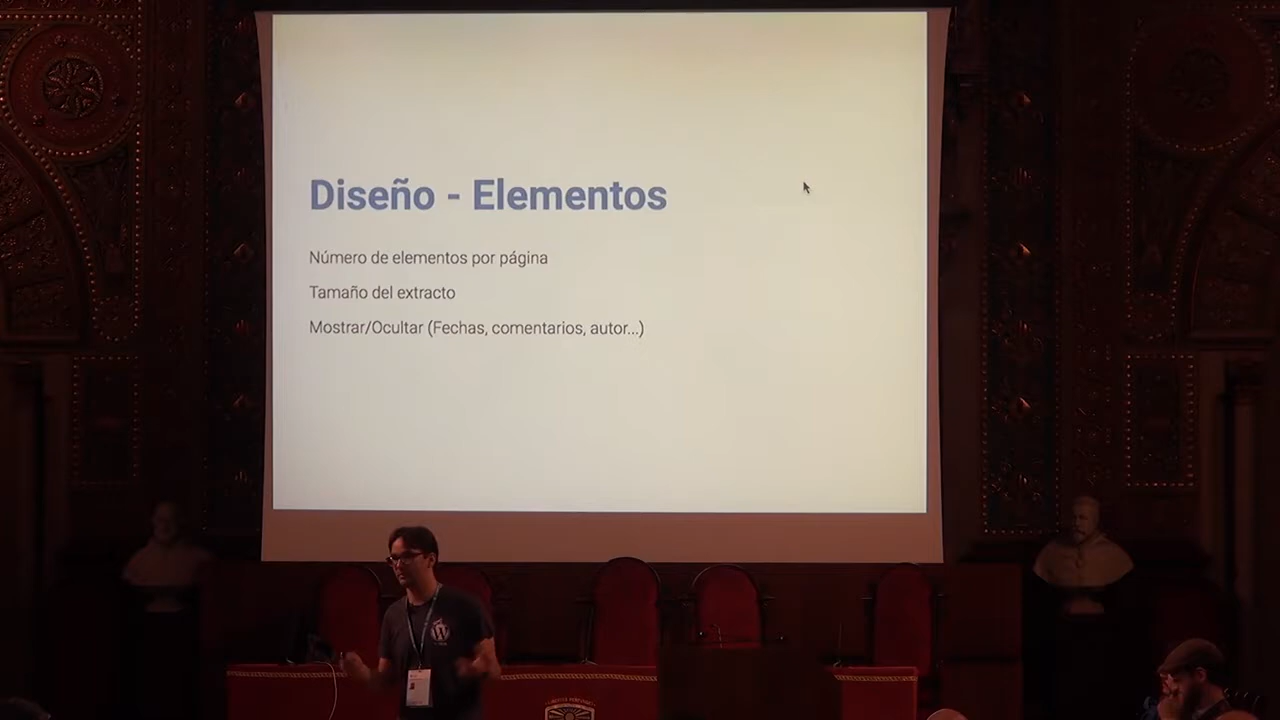 Diseño - Elementos
Número de elementos por página
Tamaño del extracto
Mostrar/Ocultar (Fechas, comentarios, autor...)